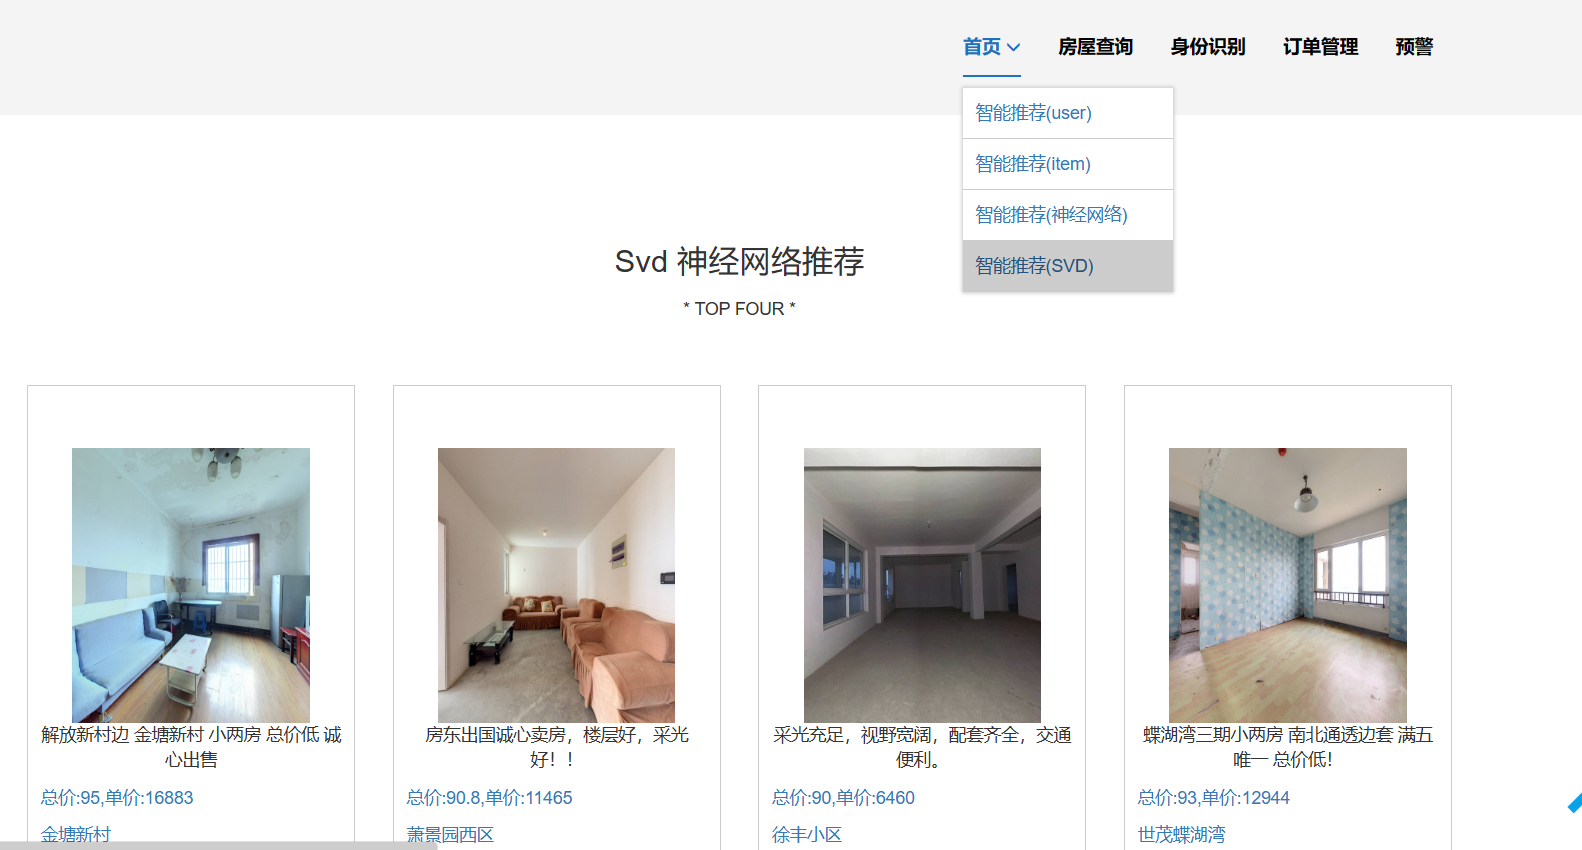 首页 房屋查询 身份识别 订单管理 预警
智能推荐(user)
智能推荐(item)
智能推荐(神经网络)
智能推荐(SVD)
Svd 神经网络推荐
* TOP FOUR *
解放新村边 金塘新村 小两房 总价低 诚
心出售
总价:95,单价:16883
金塘新村
房东出国诚心卖房，楼层好，采光
好！！
总价:90.8,单价:11465
萧景园西区
采光充足，视野宽阔，配套齐全，交通
便利。
总价:90,单价:6460
徐丰小区
蝶湖湾三期小两房 南北通透边套 满五
唯一 总价低！
总价:93,单价:12944
世茂蝶湖湾